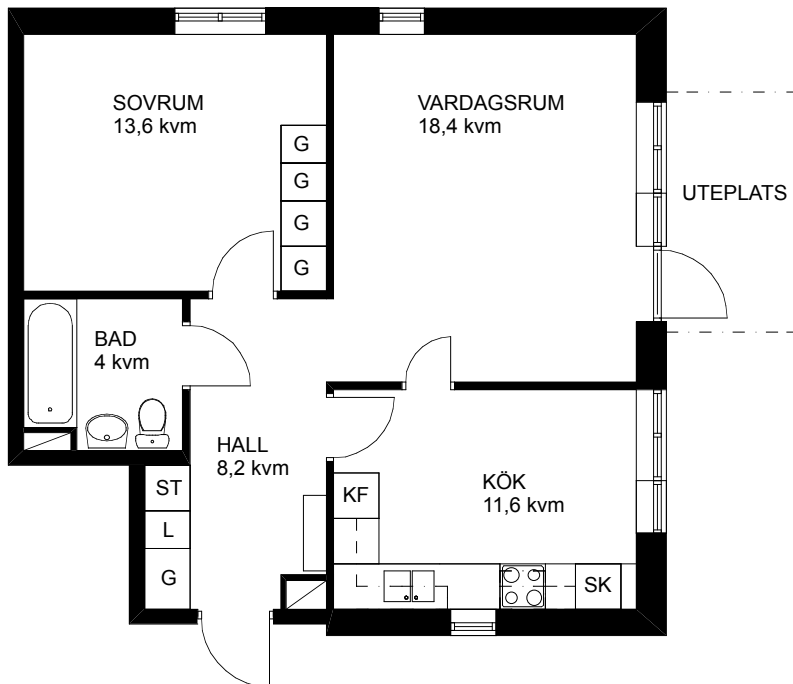 SOVRUM
13,6 kvm
VARDAGSRUM
18,4 kvm
G
G
G
G
UTEPLATS
BAD
4 kvm
HALL
8,2 kvm
KÖK
11,6 kvm
ST
L
G
KF
SK